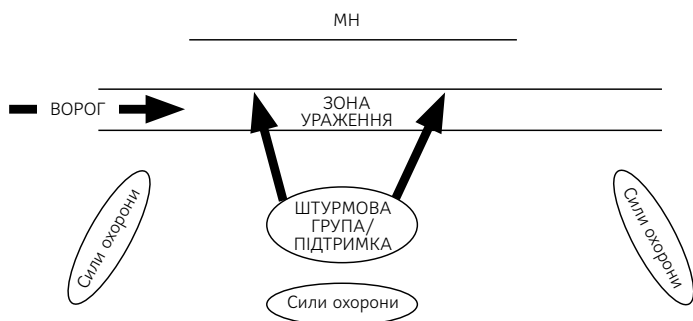 МН
ВОРОГ
ЗОНА
УРАЖЕННЯ
Сили охорони
ШТУРМОВА
ГРУПА/
ПІДТРИМКА
Сили охорони
Сили охорони